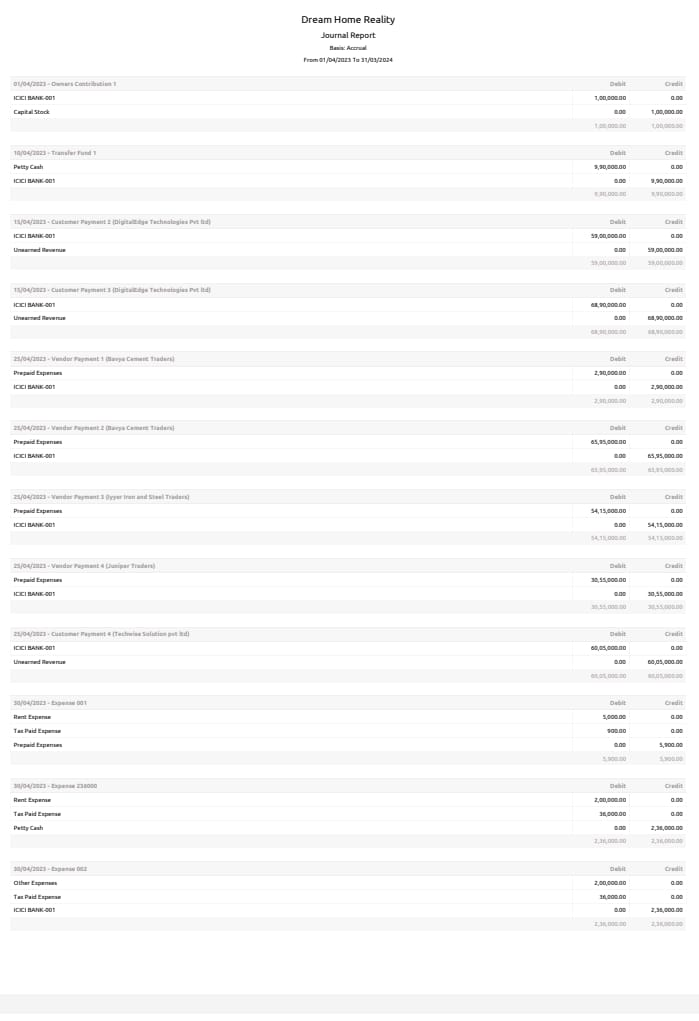 Dream Home Reality
Journal Report
Basis: Accrual
From 01/04/2023 To 31/03/2024
01/04/2023 - Owners Contribution 1 Debit Credit
ICICI BANK-001 1,00,000.00 0.00
Capital Stock 0.00 1,00,000.00
1,00,000.00 1,00,000.00
10/04/2023 - Transfer Fund 1 Debit Credit
Petty Cash 9,90,000.00 0.00
ICICI BANK-001 0.00 9,90,000.00
9,90,000.00 9,90,000.00
15/04/2023 - Customer Payment 2 (DigitalEdge Technologies Pvt ltd) Debit Credit
ICICI BANK-001 59,00,000.00 0.00
Unearned Revenue 0.00 59,00,000.00
59,00,000.00 59,00,000.00
15/04/2023 - Customer Payment 3 (DigitalEdge Technologies Pvt ltd) Debit Credit
ICICI BANK-001 68,90,000.00 0.00
Unearned Revenue 0.00 68,90,000.00
68,90,000.00 68,90,000.00
25/04/2023 - Vendor Payment 1 (Bavya Cement Traders) Debit Credit
Prepaid Expenses 2,90,000.00 0.00
ICICI BANK-001 0.00 2,90,000.00
2,90,000.00 2,90,000.00
25/04/2023 - Vendor Payment 2 (Bavya Cement Traders) Debit Credit
Prepaid Expenses 65,95,000.00 0.00
ICICI BANK-001 0.00 65,95,000.00
65,95,000.00 65,95,000.00
25/04/2023 - Vendor Payment 3 (Iyyer Iron and Steel Traders) Debit Credit
Prepaid Expenses 54,15,000.00 0.00
ICICI BANK-001 0.00 54,15,000.00
54,15,000.00 54,15,000.00
25/04/2023 - Vendor Payment 4 (Juniper Traders) Debit Credit
Prepaid Expenses 30,55,000.00 0.00
ICICI BANK-001 0.00 30,55,000.00
30,55,000.00 30,55,000.00
25/04/2023 - Customer Payment 4 (Techwise Solution pvt ltd) Debit Credit
ICICI BANK-001 60,05,000.00 0.00
Unearned Revenue 0.00 60,05,000.00
60,05,000.00 60,05,000.00
30/04/2023 - Expense 001 Debit Credit
Rent Expense 5,000.00 0.00
Tax Paid Expense 900.00 0.00
Prepaid Expenses 0.00 5,900.00
5,900.00 5,900.00
30/04/2023 - Expense 236000 Debit Credit
Rent Expense 2,00,000.00 0.00
Tax Paid Expense 36,000.00 0.00
Petty Cash 0.00 2,36,000.00
2,36,000.00 2,36,000.00
30/04/2023 - Expense 002 Debit Credit
Other Expenses 2,00,000.00 0.00
Tax Paid Expense 36,000.00 0.00
ICICI BANK-001 0.00 2,36,000.00
2,36,000.00 2,36,000.00